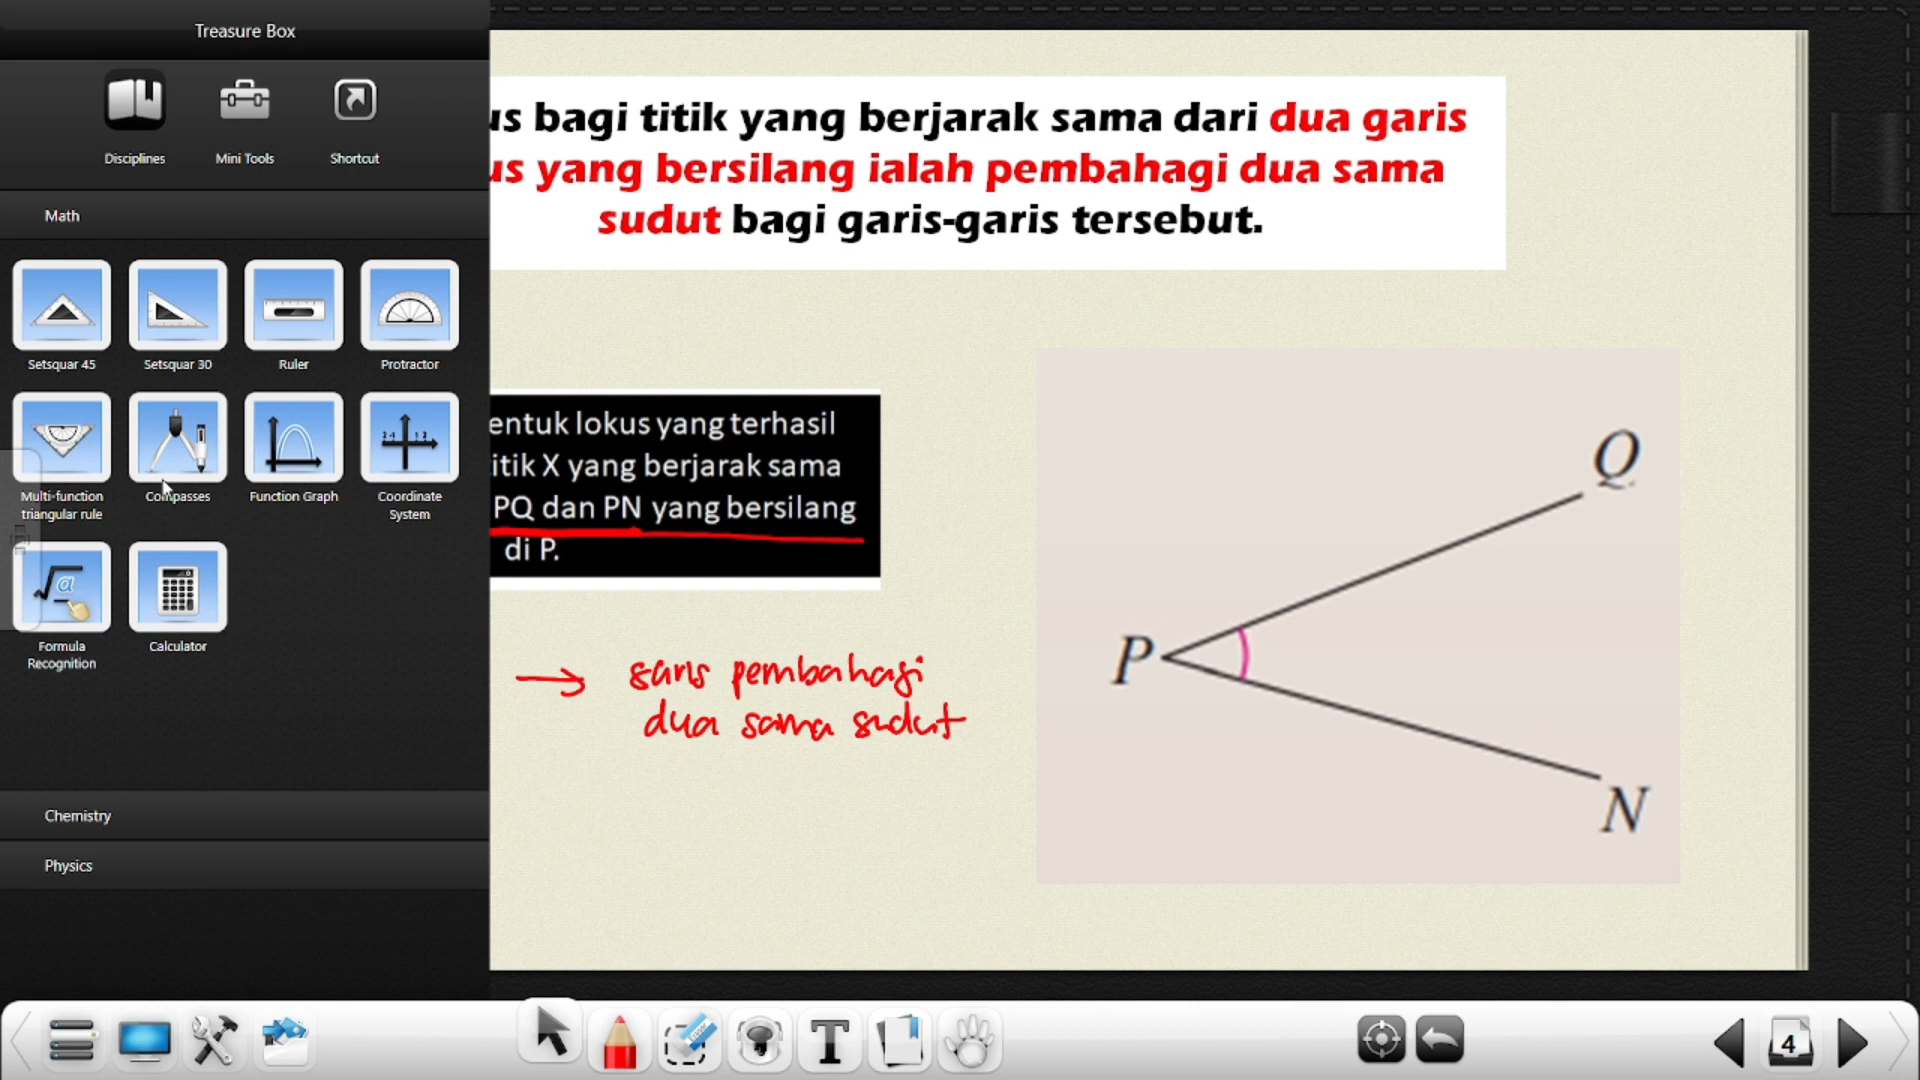 Treasure Box
Disciplines
Mini Tools
Shortcut
Math
Setsquar 45
Setsquar 30
Ruler
Protractor
Multi-function
triangular rule
Compasses
Function Graph
Coordinate
System
Formula
Recognition
Calculator
Chemistry
Physics
us bagi titik yang berjarak sama dari dua garis
us yang bersilang ialah pembahagi dua sama
sudut bagi garis-garis tersebut.
entuk lokus yang terhasil
itik X yang berjarak sama
PQ dan PN yang bersilang
di P.
→ garis pembahagi
dua sama sudut
Q
P
N
T
4